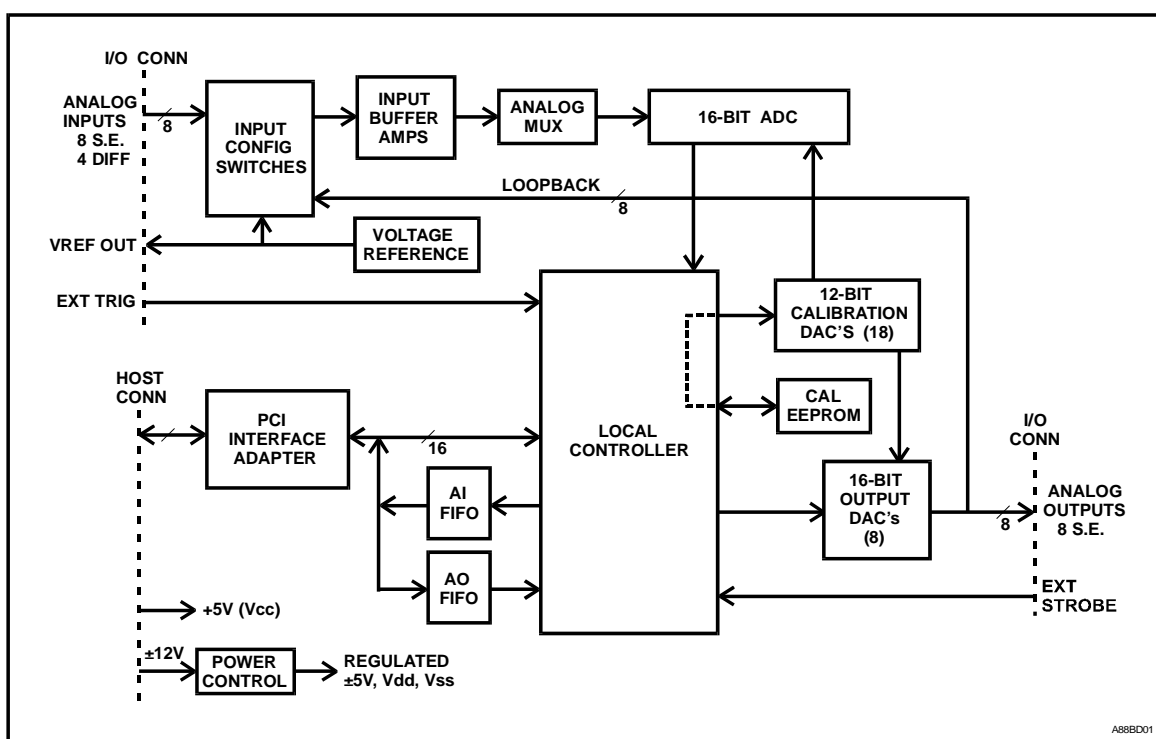 I/O CONN
ANALOG
INPUTS
8 S.E.
4 DIFF
8
INPUT
CONFIG
SWITCHES
INPUT
BUFFER
AMPS
ANALOG
MUX
16-BIT ADC
LOOPBACK
8
VREF OUT
VOLTAGE
REFERENCE
EXT TRIG
12-BIT
CALIBRATION
DAC'S (18)
HOST
CONN
PCI
INTERFACE
ADAPTER
16
LOCAL
CONTROLLER
CAL
EEPROM
I/O
CONN
AI
FIFO
16-BIT
OUTPUT
DAC's
(8)
8
ANALOG
OUTPUTS
8 S.E.
AO
FIFO
EXT
STROBE
+5V (Vcc)
±12V
POWER
CONTROL
REGULATED
±5V, Vdd, Vss
A88BD01